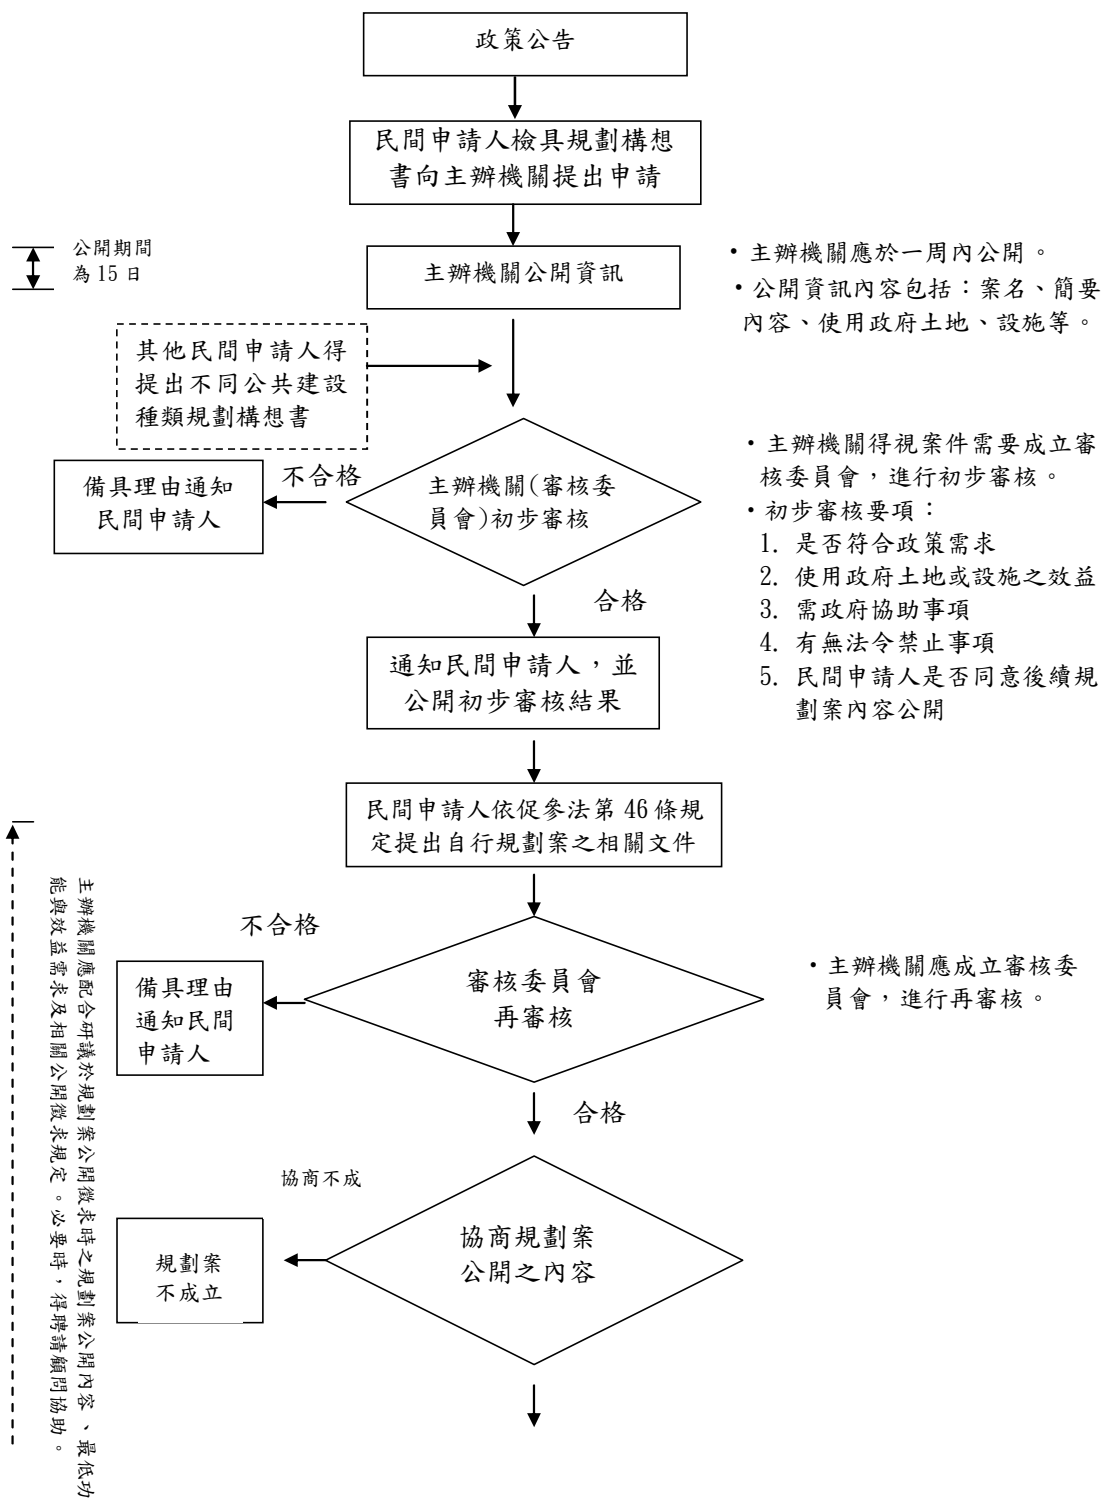 政策公告
民間申請人檢具規劃構想
書向主辦機關提出申請
公開期間
為 15 日
主辦機關公開資訊
・主辦機關應於一周內公開。
・公開資訊內容包括：案名、簡要
內容、使用政府土地、設施等。
其他民間申請人得
提出不同公共建設
種類規劃構想書
不合格
備具理由通知
民間申請人
主辦機關(審核委
員會)初步審核
・主辦機關得視案件需要成立審
核委員會，進行初步審核。
・初步審核要項：
1. 是否符合政策需求
2. 使用政府土地或設施之效益
3. 需政府協助事項
4. 有無法令禁止事項
5. 民間申請人是否同意後續規
劃案內容公開
合格
通知民間申請人，並
公開初步審核結果
民間申請人依促參法第 46 條規
定提出自行規劃案之相關文件
主辦機關應配合研議於規劃案公開徵求時之規劃案公開內容、最低功
能與效益需求及相關公開徵求規定。必要時，得聘請顧問協助。
不合格
備具理由
通知民間
申請人
審核委員會
再審核
・主辦機關應成立審核委
員會，進行再審核。
合格
協商不成
規劃案
不成立
協商規劃案
公開之內容